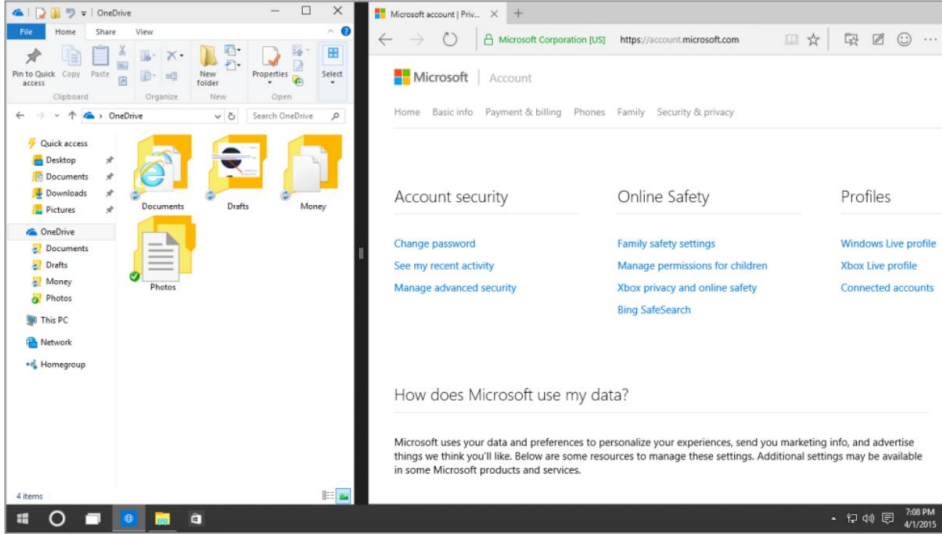 OneDrive
File Home Share View
Pin to Quick access Copy Paste New folder Properties Select
Clipboard Organize New Open
OneDrive Search OneDrive
Quick access
Desktop
Documents
Downloads
Pictures
OneDrive
Documents
Drafts
Money
Photos
This PC
Network
Homegroup
Documents Drafts Money
Photos
4 items
Microsoft account | Priv...
Microsoft Corporation [US] https://account.microsoft.com
Microsoft Account
Home Basic info Payment & billing Phones Family Security & privacy
Account security Online Safety Profiles
Change password Family safety settings Windows Live profile
See my recent activity Manage permissions for children Xbox Live profile
Manage advanced security Xbox privacy and online safety Connected accounts
Bing SafeSearch
How does Microsoft use my data?
Microsoft uses your data and preferences to personalize your experiences, send you marketing info, and advertise
things we think you'll like. Below are some resources to manage these settings. Additional settings may be available
in some Microsoft products and services.
7:08 PM
4/1/2015